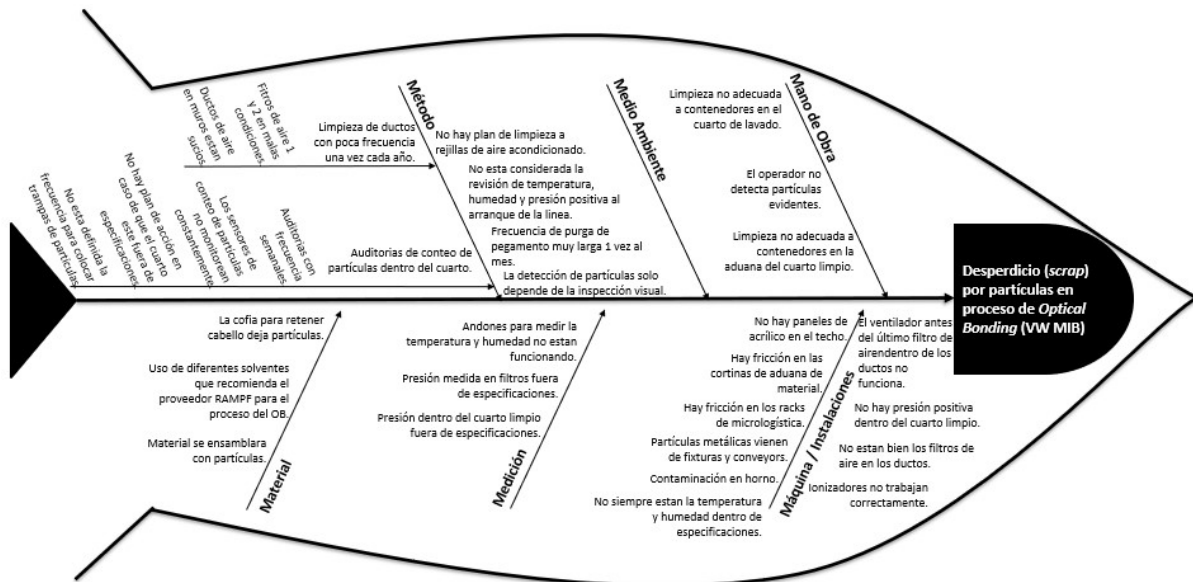 Ductos de aire
en muros estan
sucios.
Fitros de aire 1
y 2 en malas
condiciones.
Limpieza de ductos
con poca frecuencia
una vez cada año.
Método
No hay plan de limpieza a
rejillas de aire acondicionado.
No esta considerada la
revisión de temperatura,
humedad y presión positiva al
arranque de la linea.
Frecuencia de purga de
pegamento muy larga 1 vez al
mes.
La detección de partículas solo
depende de la inspección visual.
No esta definida la
frecuencia para colocar
trampas de partículas.
No hay plan de acción en
caso de que el cuarto
este fuera de
especificaciones.
Los sensores de
conteo de partículas
no monitorean
constantemente.
Auditorias con
frecuencia
semanales.
Auditorias de conteo de
partículas dentro del cuarto.
Medio Ambiente
Mano de Obra
Limpieza no adecuada
a contenedores en el
cuarto de lavado.
El operador no
detecta partículas
evidentes.
Limpieza no adecuada a
contenedores en la
aduana del cuarto limpio.
Desperdicio (scrap)
por partículas en
proceso de Optical
Bonding (VW MIB)
La cofia para retener
cabello deja partículas.
Uso de diferentes solventes
que recomienda el
proveedor RAMPF para el
proceso del OB.
Material se ensamblara
con partículas.
Material
Andones para medir la
temperatura y humedad no estan
funcionando.
Presión medida en filtros fuera
de especificaciones.
Presión dentro del cuarto limpio
fuera de especificaciones.
Medición
No hay paneles de
acrílico en el techo.
Hay fricción en las
cortinas de aduana de
material.
Hay fricción en los racks
de micrologística.
Partículas metálicas vienen
de fixturas y conveyors.
Contaminación en horno.
No siempre estan la temperatura
y humedad dentro de
especificaciones.
Máquina / Instalaciones
El ventilador antes
del último filtro de
airendentro de los
ductos no
funciona.
No hay presión positiva
dentro del cuarto limpio.
No estan bien los filtros de
aire en los ductos.
Ionizadores no trabajan
correctamente.